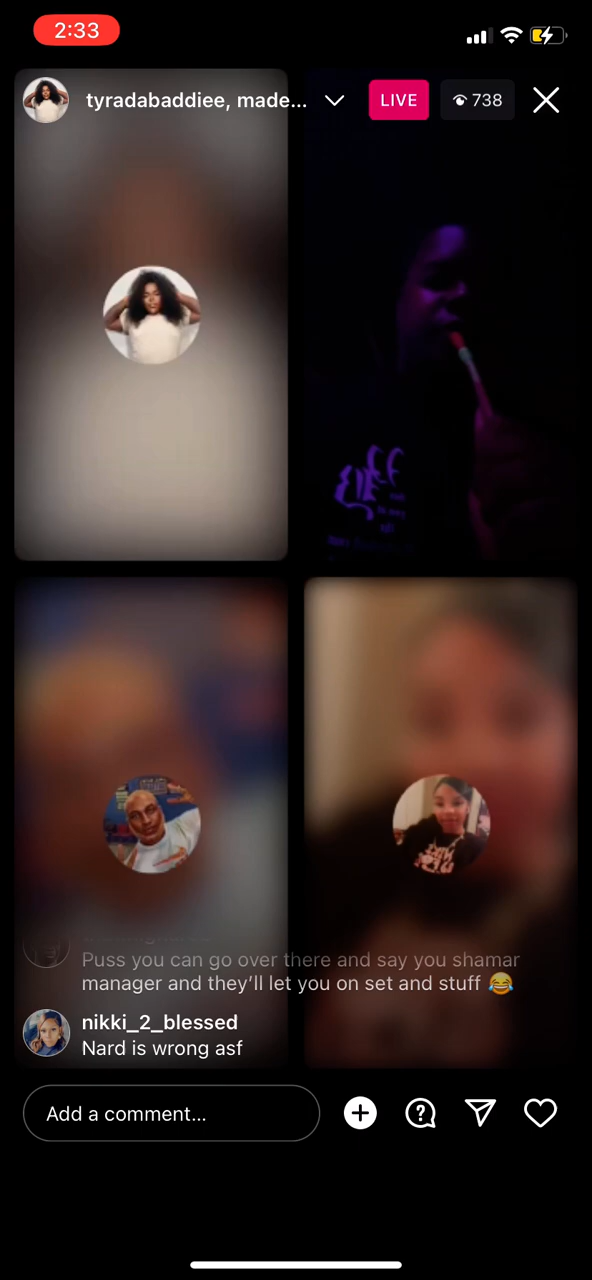 2:33
tyradabaddiee, made...
LIVE
738
Puss you can go over there and say you shamar
manager and they'll let you on set and stuff 😂
nikki_2_blessed
Nard is wrong asf
Add a comment...